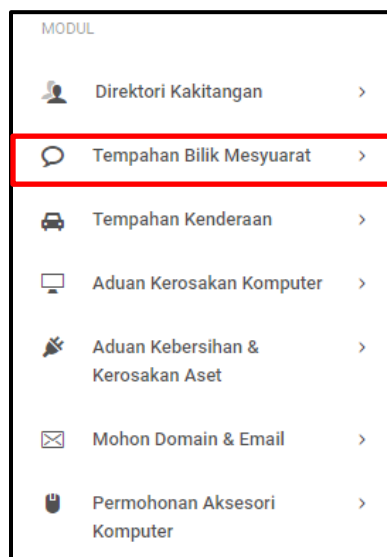 MODUL
Direktori Kakitangan
Tempahan Bilik Mesyuarat
Tempahan Kenderaan
Aduan Kerosakan Komputer
Aduan Kebersihan &
Kerosakan Aset
Mohon Domain & Email
Permohonan Aksesori
Komputer